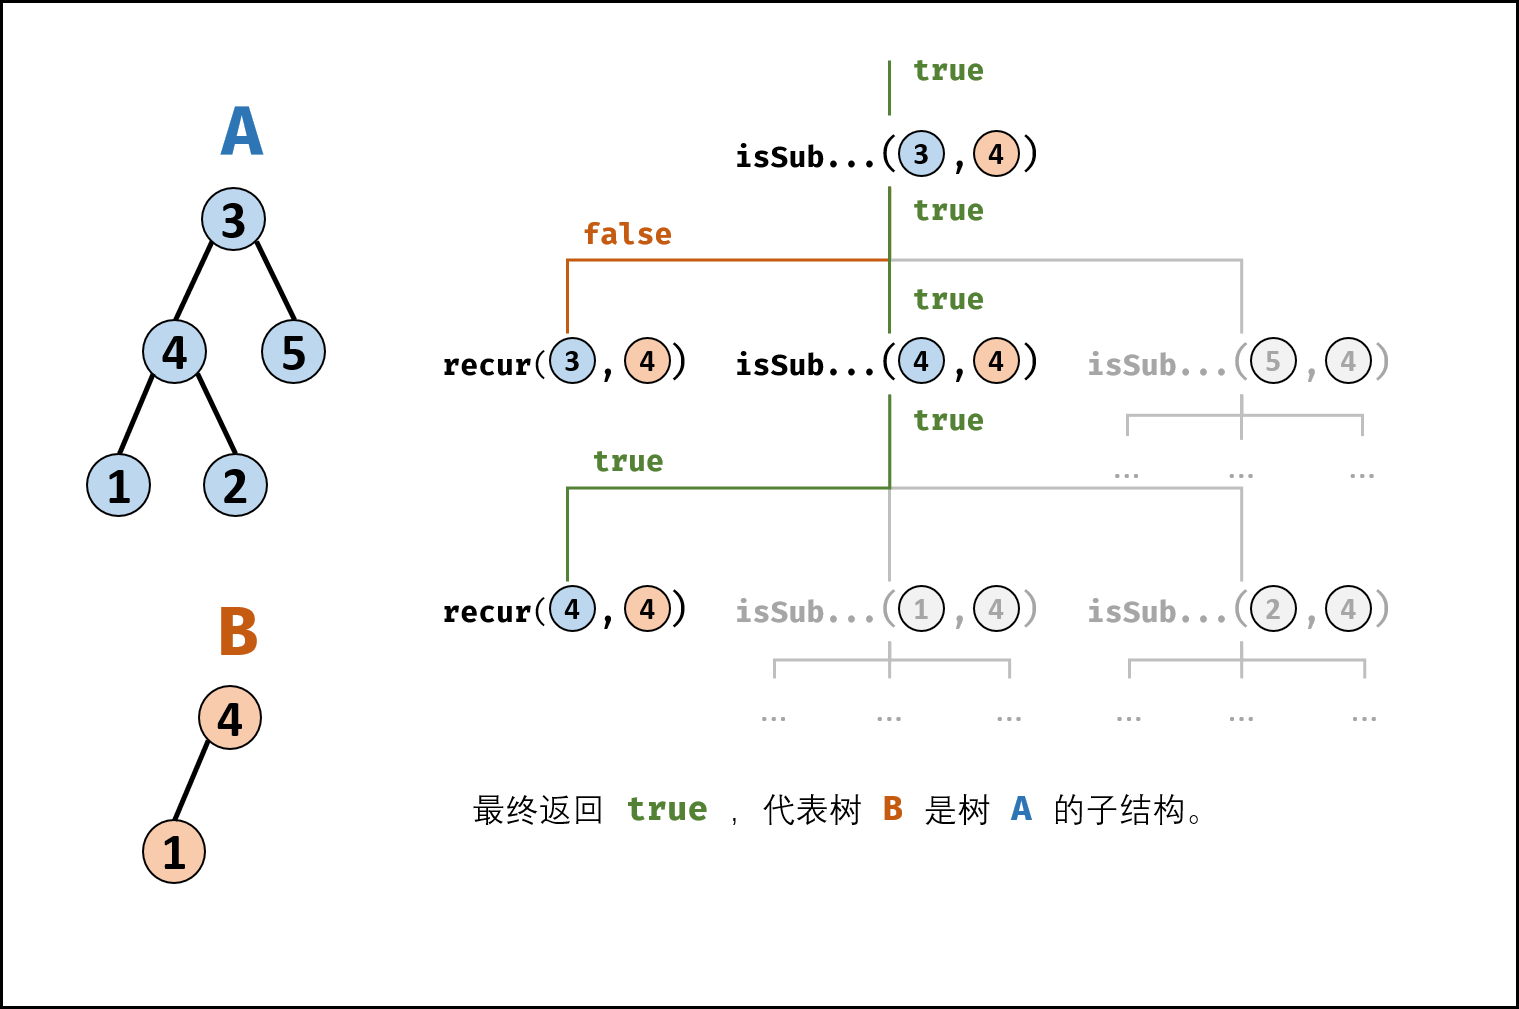 A
3
4
5
1
2
B
4
1
true
isSub...(3,4)
true
false
true
recur(3,4)
isSub...(4,4)
isSub...(5,4)
true
true
... ... ...
recur(4,4)
isSub...(1,4)
isSub...(2,4)
... ... ... ... ... ...
最终返回 true ，代表树 B 是树 A 的子结构。